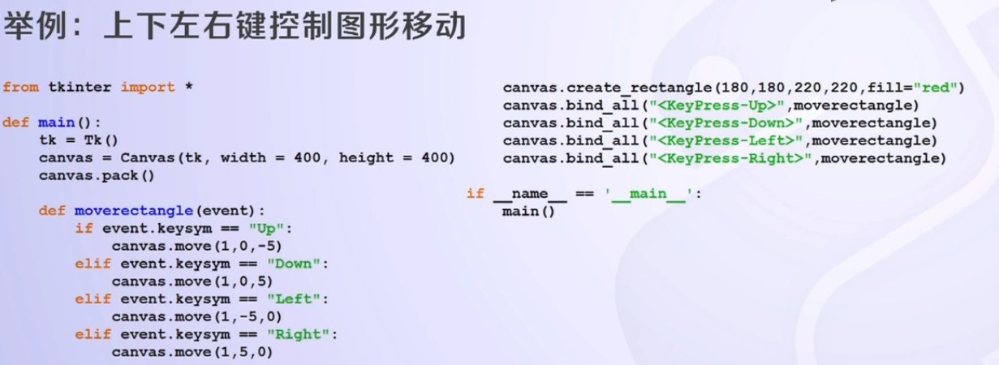 举例：上下左右键控制图形移动
from tkinter import *
def main():
    tk = Tk()
    canvas = Canvas(tk, width = 400, height = 400)
    canvas.pack()
    def moverectangle(event):
        if event.keysym == "Up":
            canvas.move(1,0,-5)
        elif event.keysym == "Down":
            canvas.move(1,0,5)
        elif event.keysym == "Left":
            canvas.move(1,-5,0)
        elif event.keysym == "Right":
            canvas.move(1,5,0)
    canvas.create_rectangle(180,180,220,220,fill="red")
    canvas.bind_all("<KeyPress-Up>",moverectangle)
    canvas.bind_all("<KeyPress-Down>",moverectangle)
    canvas.bind_all("<KeyPress-Left>",moverectangle)
    canvas.bind_all("<KeyPress-Right>",moverectangle)
if __name__ == '__main__':
    main()